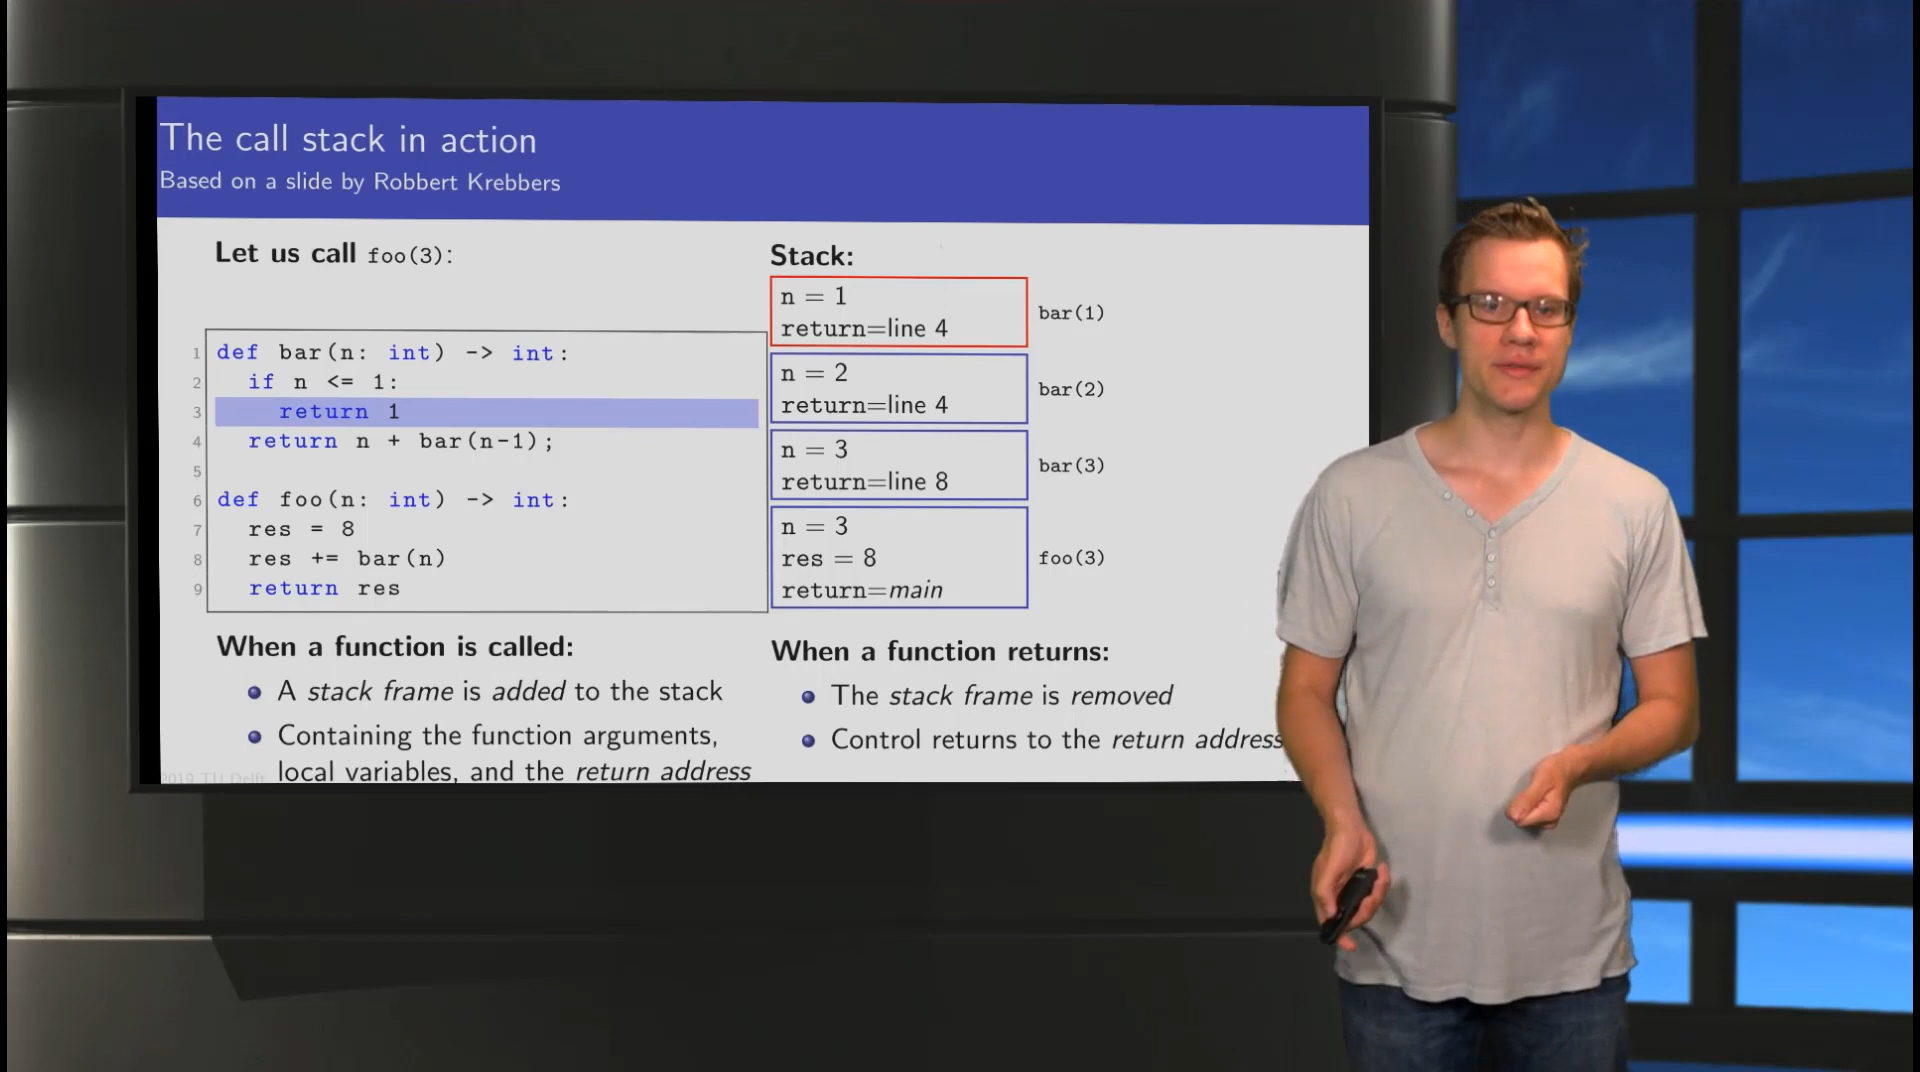 The call stack in action
Based on a slide by Robbert Krebbers
Let us call foo(3):
1 def bar(n: int) -> int:
2 if n <= 1:
3 return 1
4 return n + bar(n-1);
5
6 def foo(n: int) -> int:
7 res = 8
8 res += bar(n)
9 return res
When a function is called:
A stack frame is added to the stack
Containing the function arguments,
local variables, and the return address
2019 TU Delft
Stack:
n = 1
return=line 4
bar(1)
n = 2
return=line 4
bar(2)
n = 3
return=line 8
bar(3)
n = 3
res = 8
return=main
foo(3)
When a function returns:
The stack frame is removed
Control returns to the return address